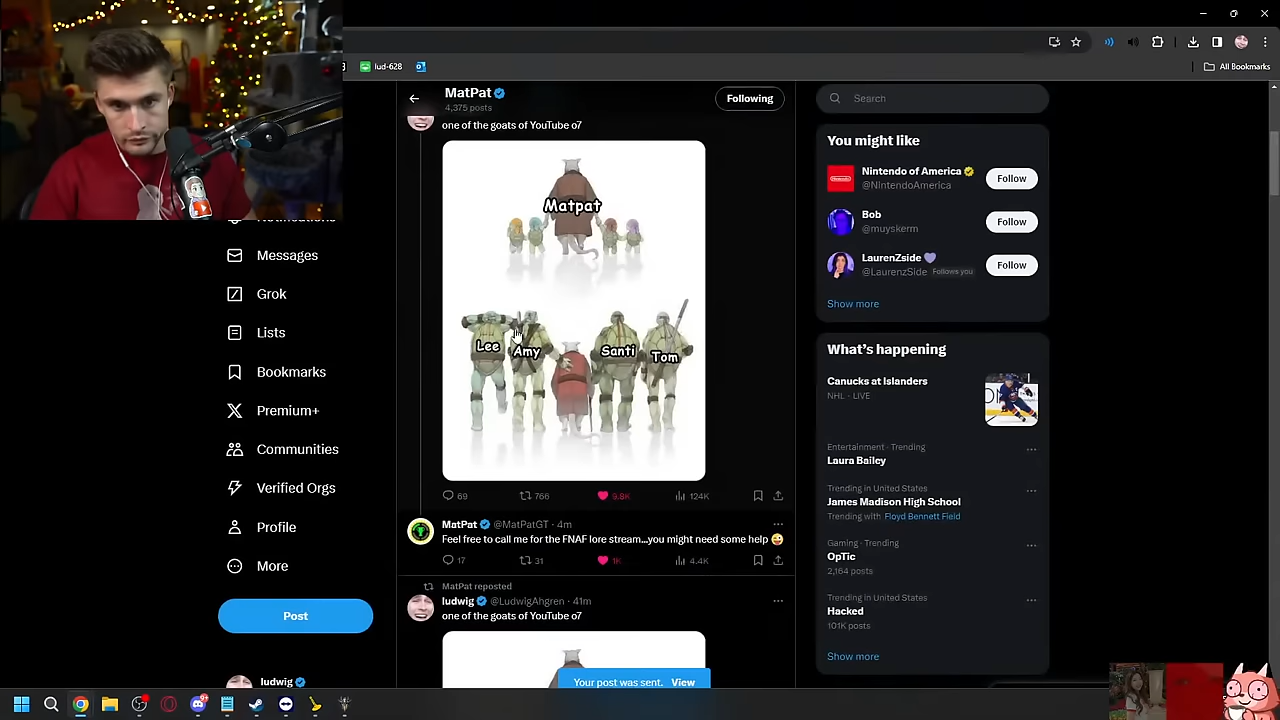 lud-628
All Bookmarks
MatPat
4,375 posts
Following
Search
one of the goats of YouTube o7
Matpat
Lee
Amy
Santi
Tom
69
766
9.8K
124K
MatPat @MatPatGT · 4m
Feel free to call me for the FNAF lore stream...you might need some help 😜
17
31
1K
4.4K
MatPat reposted
ludwig @LudwigAhgren · 41m
one of the goats of YouTube o7
Your post was sent. View
Messages
Grok
Lists
Bookmarks
Premium+
Communities
Verified Orgs
Profile
More
Post
ludwig
You might like
Nintendo of America
@NintendoAmerica
Follow
Bob
@muyskerm
Follow
LaurenZside 💜
@LaurenZSide Follows you
Follow
Show more
What's happening
Canucks at Islanders
NHL · LIVE
Entertainment · Trending
Laura Bailey
Trending in United States
James Madison High School
Trending with Floyd Bennett Field
Gaming · Trending
OpTic
2,164 posts
Trending in United States
Hacked
101K posts
Show more